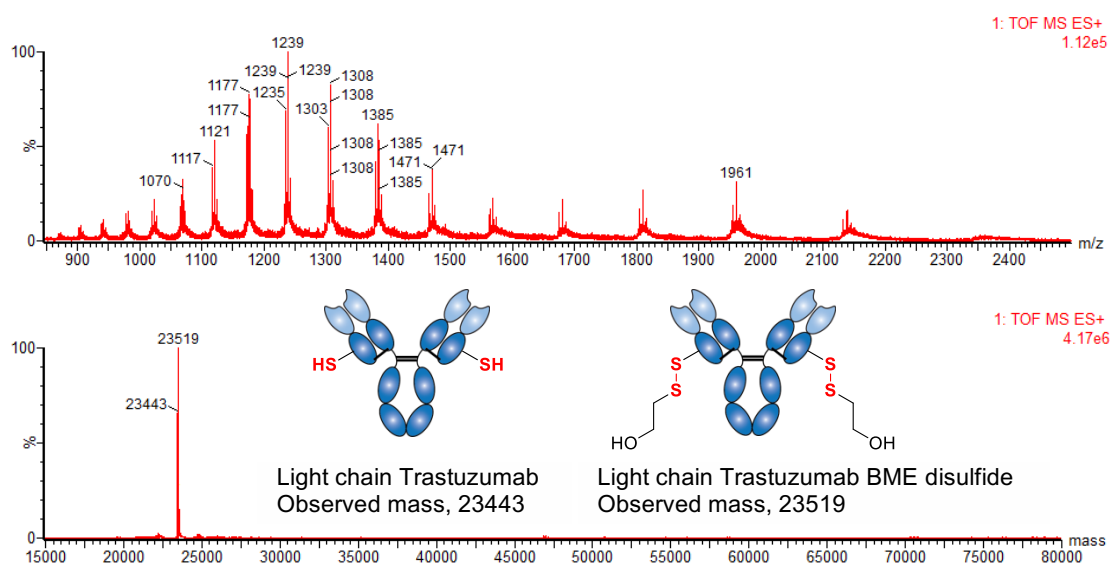 1: TOF MS ES+
1.12e5
100
%
0
1239
1239
1239
1177
1177
1235
1308
1308
1303
1385
1121
1117
1308
1385
1308
1471
1471
1385
1070
1961
900 1000 1100 1200 1300 1400 1500 1600 1700 1800 1900 2000 2100 2200 2300 2400
m/z
1: TOF MS ES+
4.17e6
100
%
0
23519
23443
HS
SH
S
S
S
S
HO
OH
Light chain Trastuzumab
Observed mass, 23443
Light chain Trastuzumab BME disulfide
Observed mass, 23519
15000 20000 25000 30000 35000 40000 45000 50000 55000 60000 65000 70000 75000 80000
mass